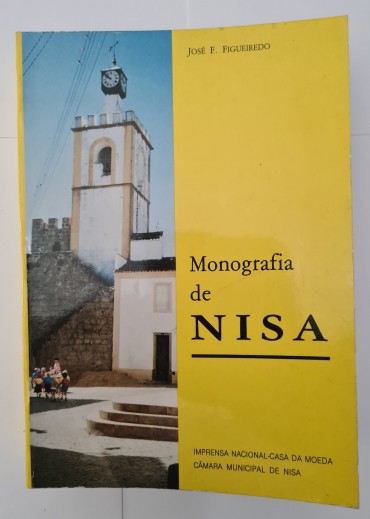 JOSÉ F. FIGUEIREDO
Monografia
de
NISA
IMPRENSA NACIONAL-CASA DA MOEDA
CÂMARA MUNICIPAL DE NISA